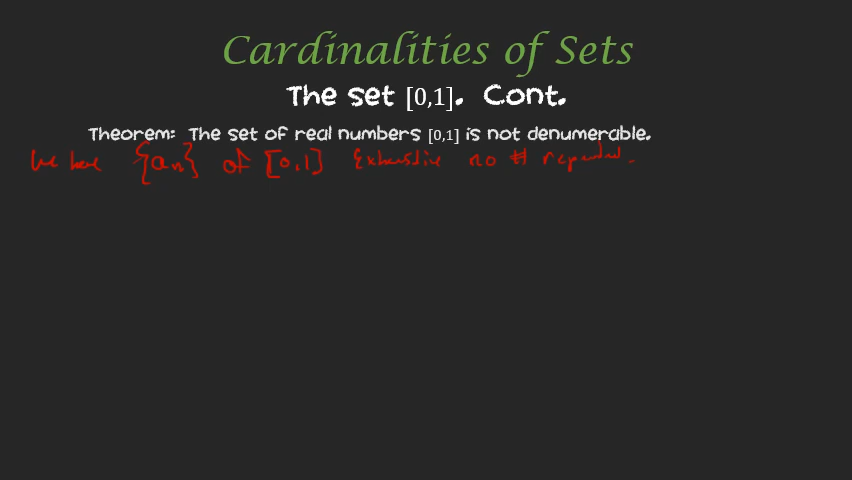 Cardinalities of Sets
The set [0,1]. Cont.
Theorem: The set of real numbers [0,1] is not denumerable.
We have {aₙ} of [0,1] Exhaustive no # repeated.